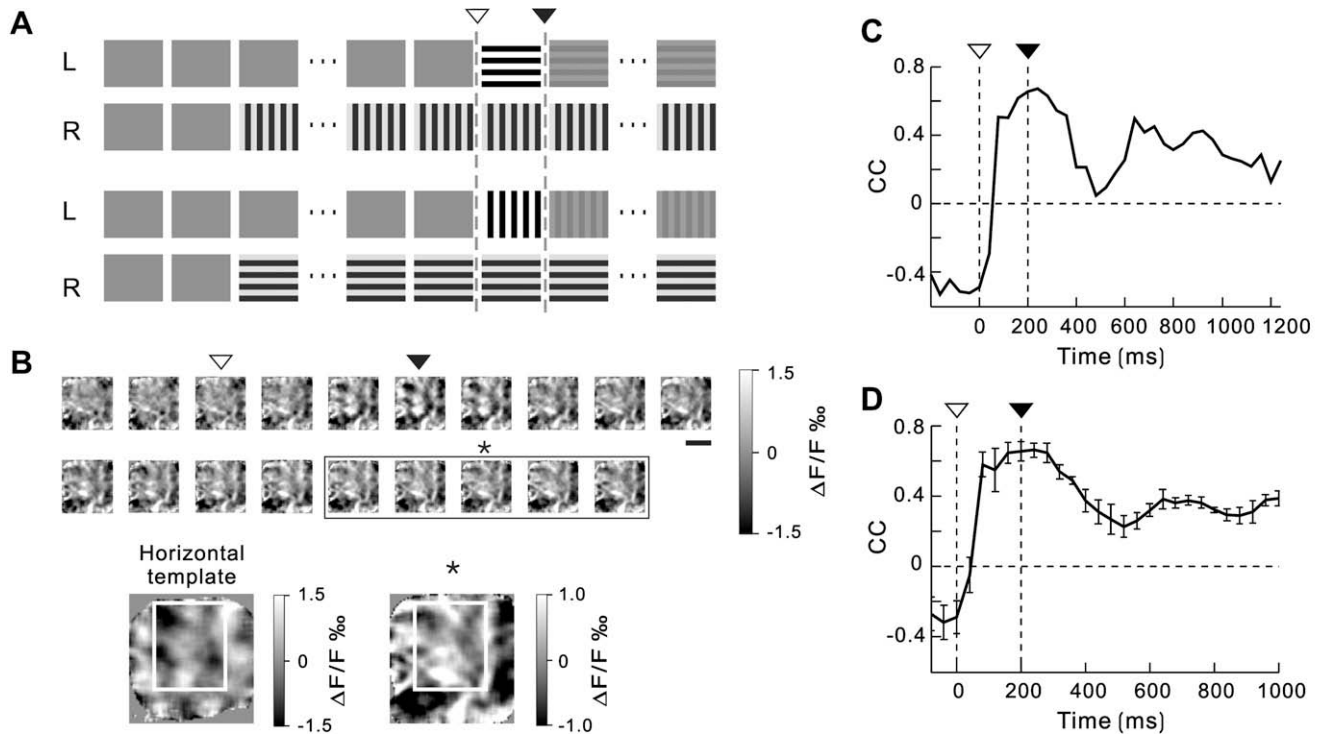 A
L
R
L
R
B
*
1.5
0
-1.5
ΔF/F ‰
Horizontal
template
1.5
0
-1.5
ΔF/F ‰
*
1.0
0
-1.0
ΔF/F ‰
C
CC
0.8
0.4
0
-0.4
0 200 400 600 800 1000 1200
Time (ms)
D
CC
0.8
0.4
0
-0.4
0 200 400 600 800 1000
Time (ms)